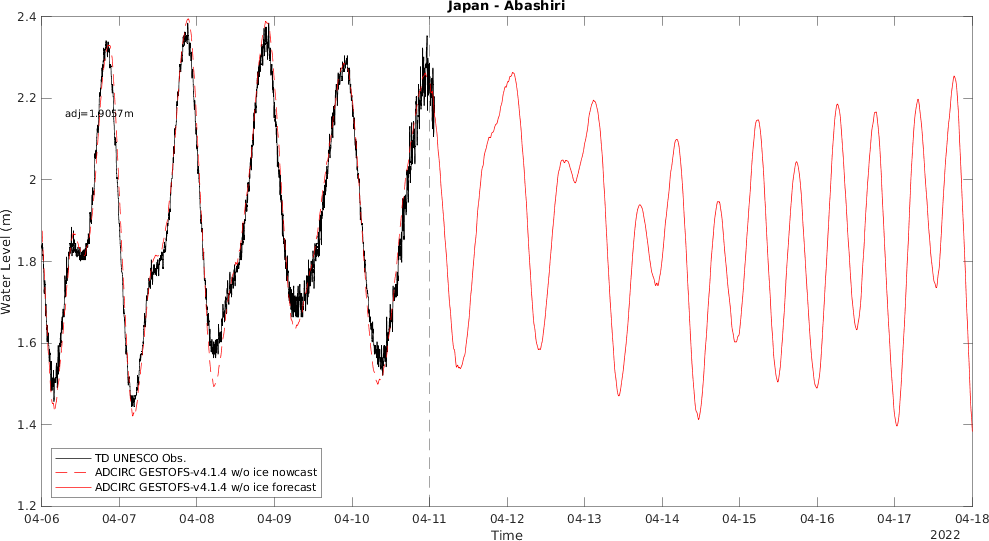 Japan - Abashiri
Water Level (m)
2.4
2.2
2
1.8
1.6
1.4
1.2
adj=1.9057m
TD UNESCO Obs.
ADCIRC GESTOFS-v4.1.4 w/o ice nowcast
ADCIRC GESTOFS-v4.1.4 w/o ice forecast
04-06 04-07 04-08 04-09 04-10 04-11 04-12 04-13 04-14 04-15 04-16 04-17 04-18
Time
2022